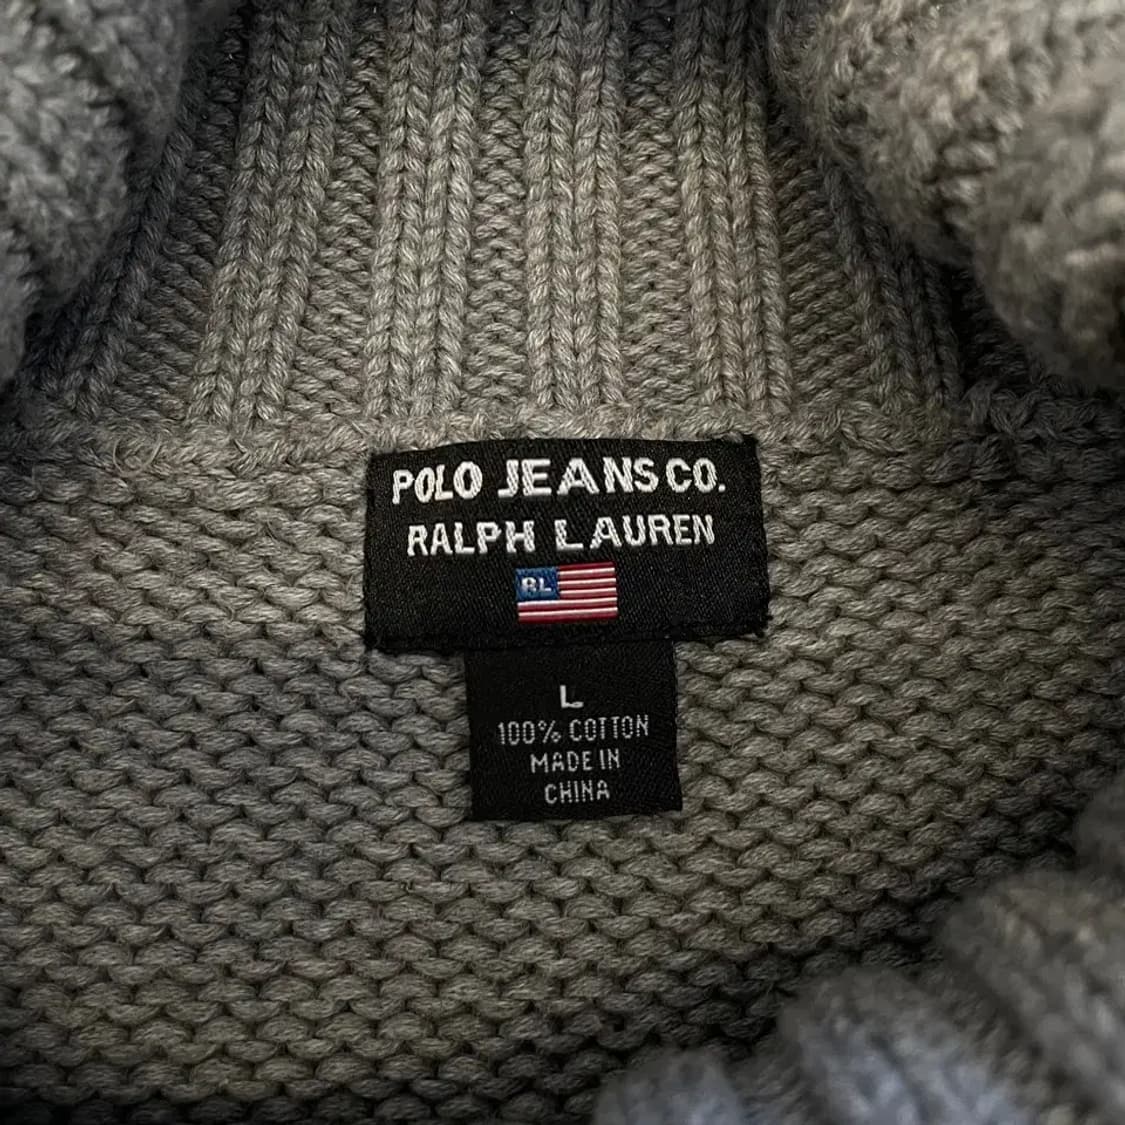 POLO JEANS CO.
RALPH LAUREN
RL
L
100% COTTON
MADE IN
CHINA